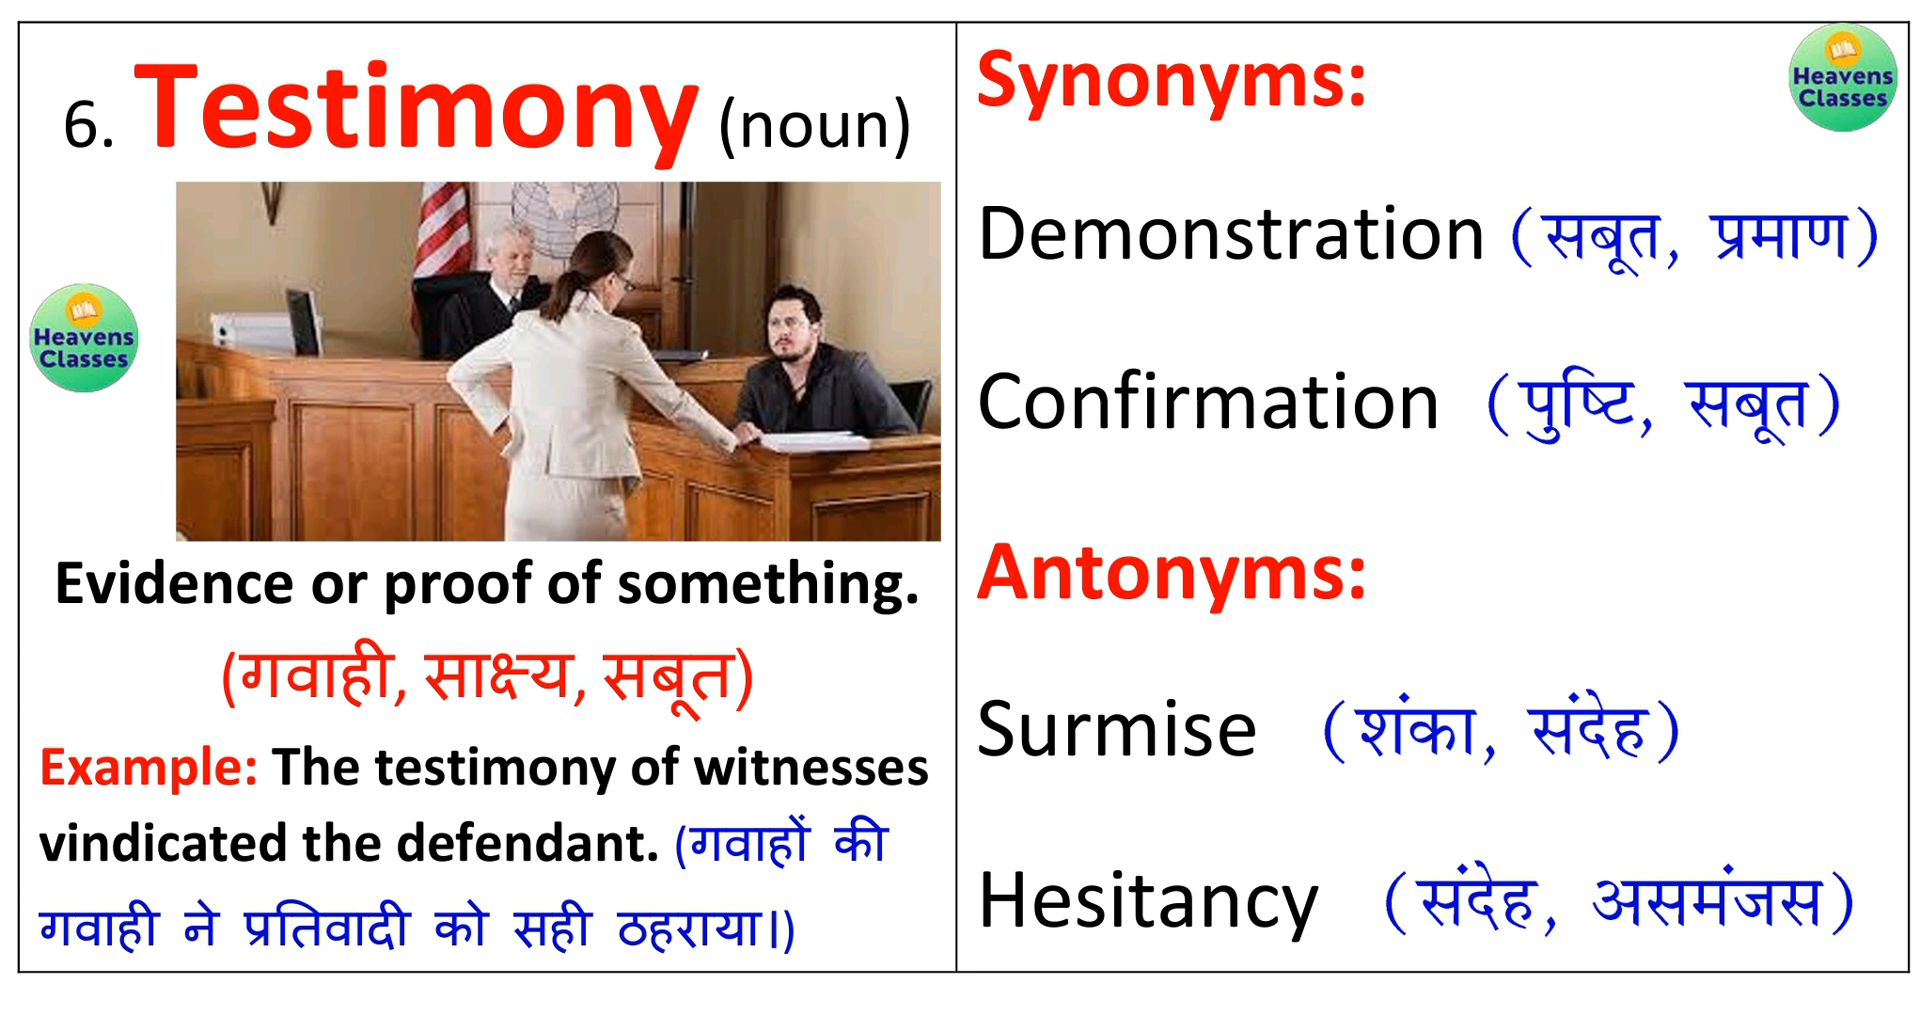 6. Testimony (noun)
Heavens
Classes
Evidence or proof of something.
(गवाही, साक्ष्य, सबूत)
Example: The testimony of witnesses
vindicated the defendant. (गवाहों की
गवाही ने प्रतिवादी को सही ठहराया।)
Synonyms:
Heavens
Classes
Demonstration (सबूत, प्रमाण)
Confirmation (पुष्टि, सबूत)
Antonyms:
Surmise (शंका, संदेह)
Hesitancy (संदेह, असमंजस)